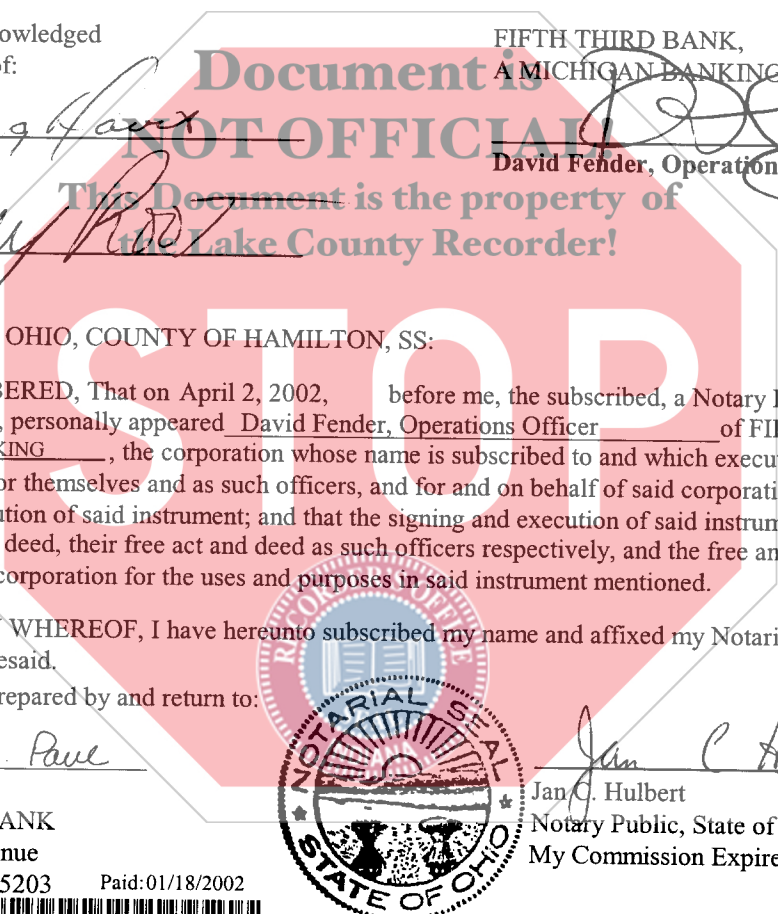 owledged
of:
FIFTH THIRD BANK,
A MICHIGAN BANKING
Document is
NOT OFFICIAL!
This Document is the property of
the Lake County Recorder!
David Fender, Operation
STOP
OHIO, COUNTY OF HAMILTON, SS:
BERED, That on April 2, 2002, before me, the subscribed, a Notary
, personally appeared David Fender, Operations Officer of FI
KING , the corporation whose name is subscribed to and which execu
or themselves and as such officers, and for and on behalf of said corporati
ution of said instrument; and that the signing and execution of said instrum
deed, their free act and deed as such officers respectively, and the free an
corporation for the uses and purposes in said instrument mentioned.
WHEREOF, I have hereunto subscribed my name and affixed my Notari
esaid.
repared by and return to:
RECORDER'S OFFICE
NOTARIAL SEAL
STATE OF OHIO
Jan C. H
Jan C. Hulbert
Notary Public, State of
My Commission Expire
ANK
nue
5203 Paid:01/18/2002